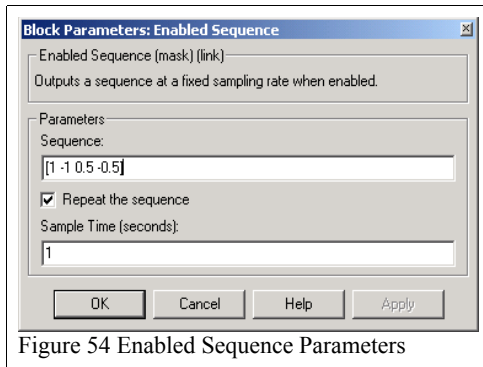 Block Parameters: Enabled Sequence
Enabled Sequence (mask) (link)
Outputs a sequence at a fixed sampling rate when enabled.
Parameters
Sequence:
[1 -1 0.5 -0.5]
Repeat the sequence
Sample Time (seconds):
1
OK Cancel Help Apply
Figure 54 Enabled Sequence Parameters